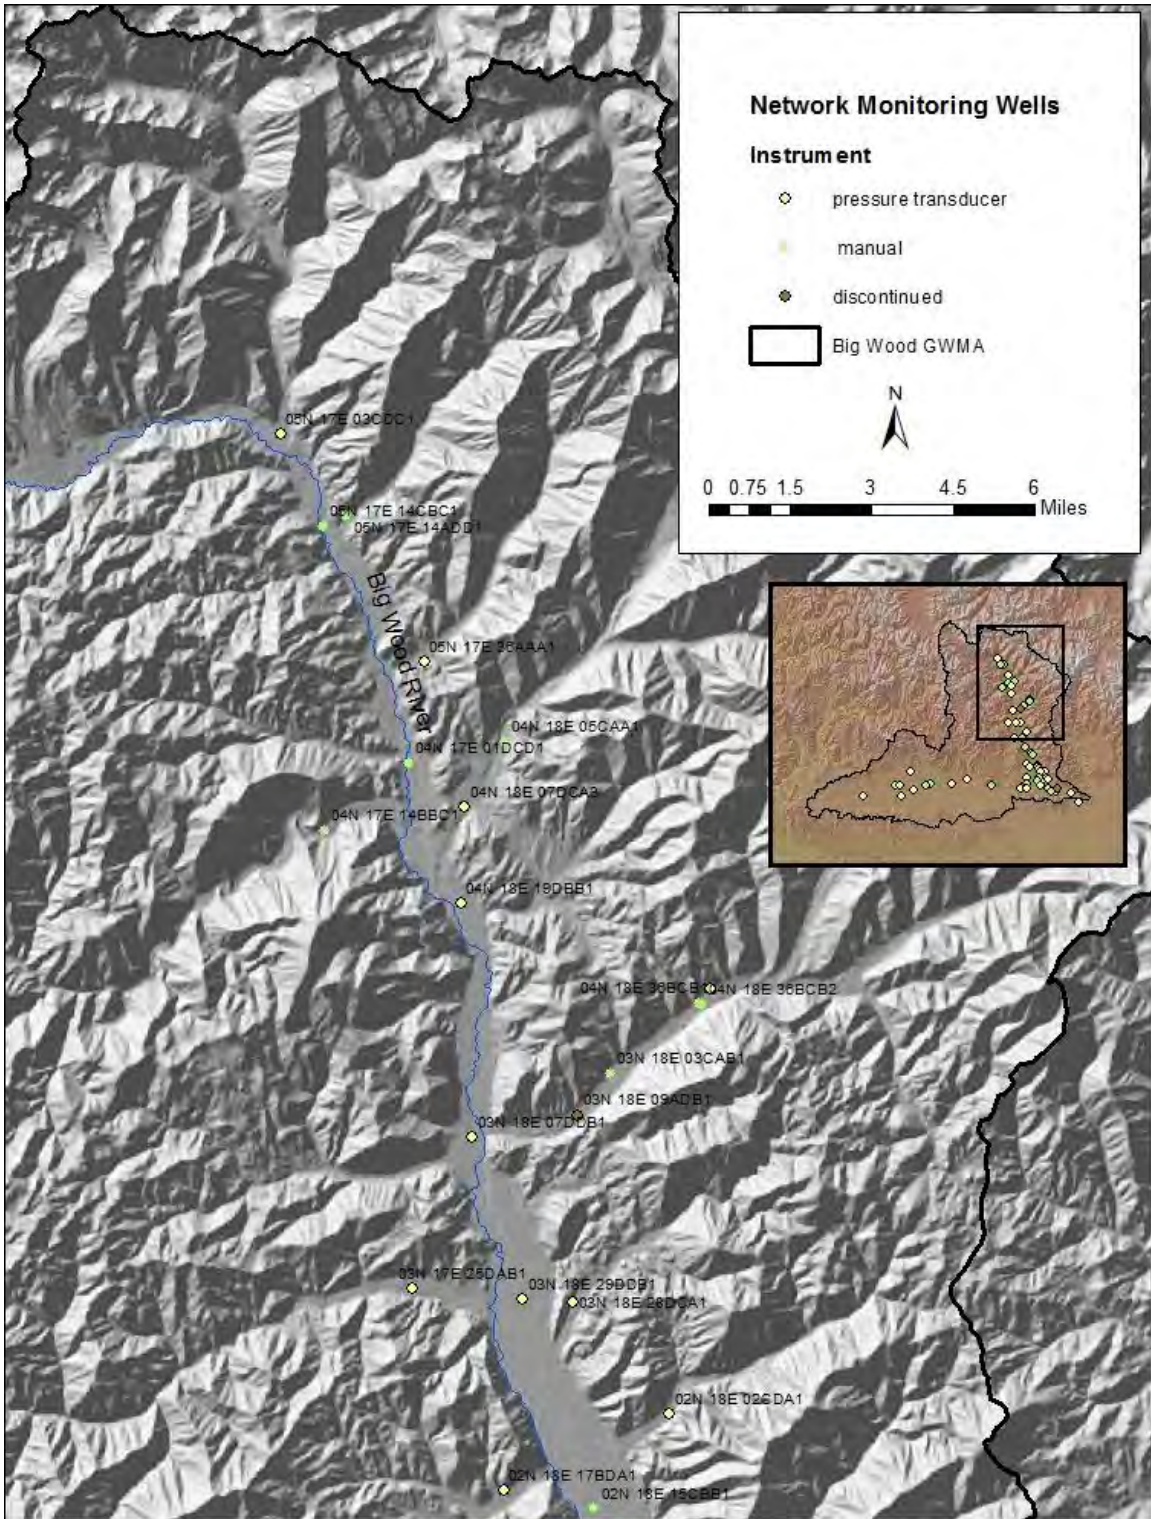 Network Monitoring Wells
Instrument
pressure transducer
manual
discontinued
Big Wood GWMA
N
0 0.75 1.5 3 4.5 6
Miles
05N 17E 03CDC1
05N 17E 14CBC1
05N 17E 14ADD1
Big Wood River
05N 17E 36AAA1
04N 18E 05CAA1
04N 17E 01DCD1
04N 18E 07DCA3
04N 17E 14BBC1
04N 18E 19DBB1
04N 18E 36BCB1
04N 18E 36BCB2
03N 18E 03CAB1
03N 18E 09ADB1
03N 18E 07DDB1
03N 17E 25DAB1
03N 18E 29DDB1
03N 18E 28DCA1
02N 18E
02N 18E 17BDA1
02N 18E 15CBB1